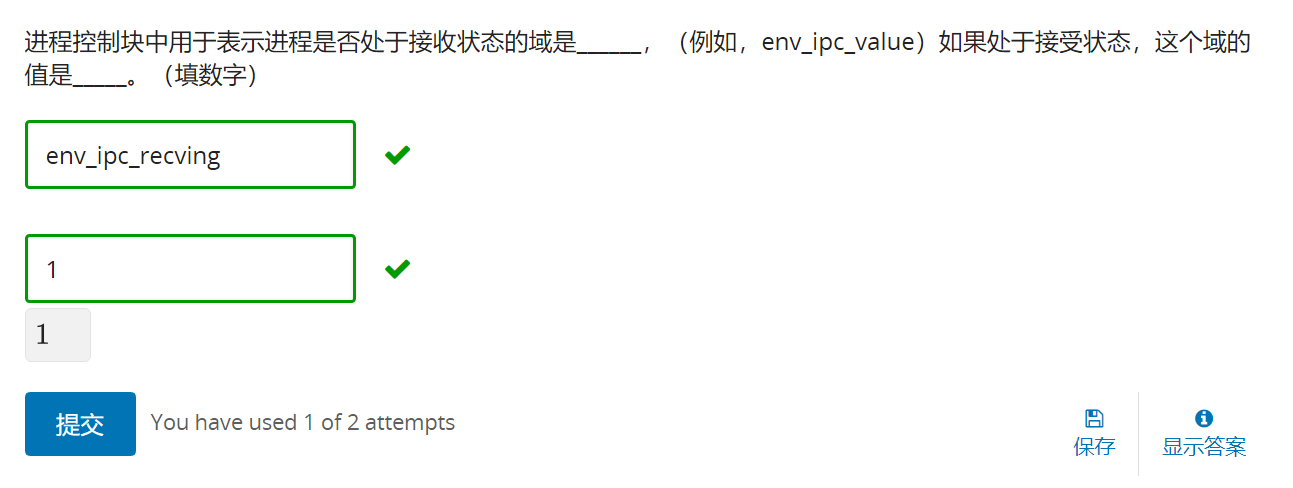 进程控制块中用于表示进程是否处于接收状态的域是_____，（例如，env_ipc_value）如果处于接受状态，这个域的
值是____。（填数字）
env_ipc_recving
1
1
提交
You have used 1 of 2 attempts
保存
显示答案